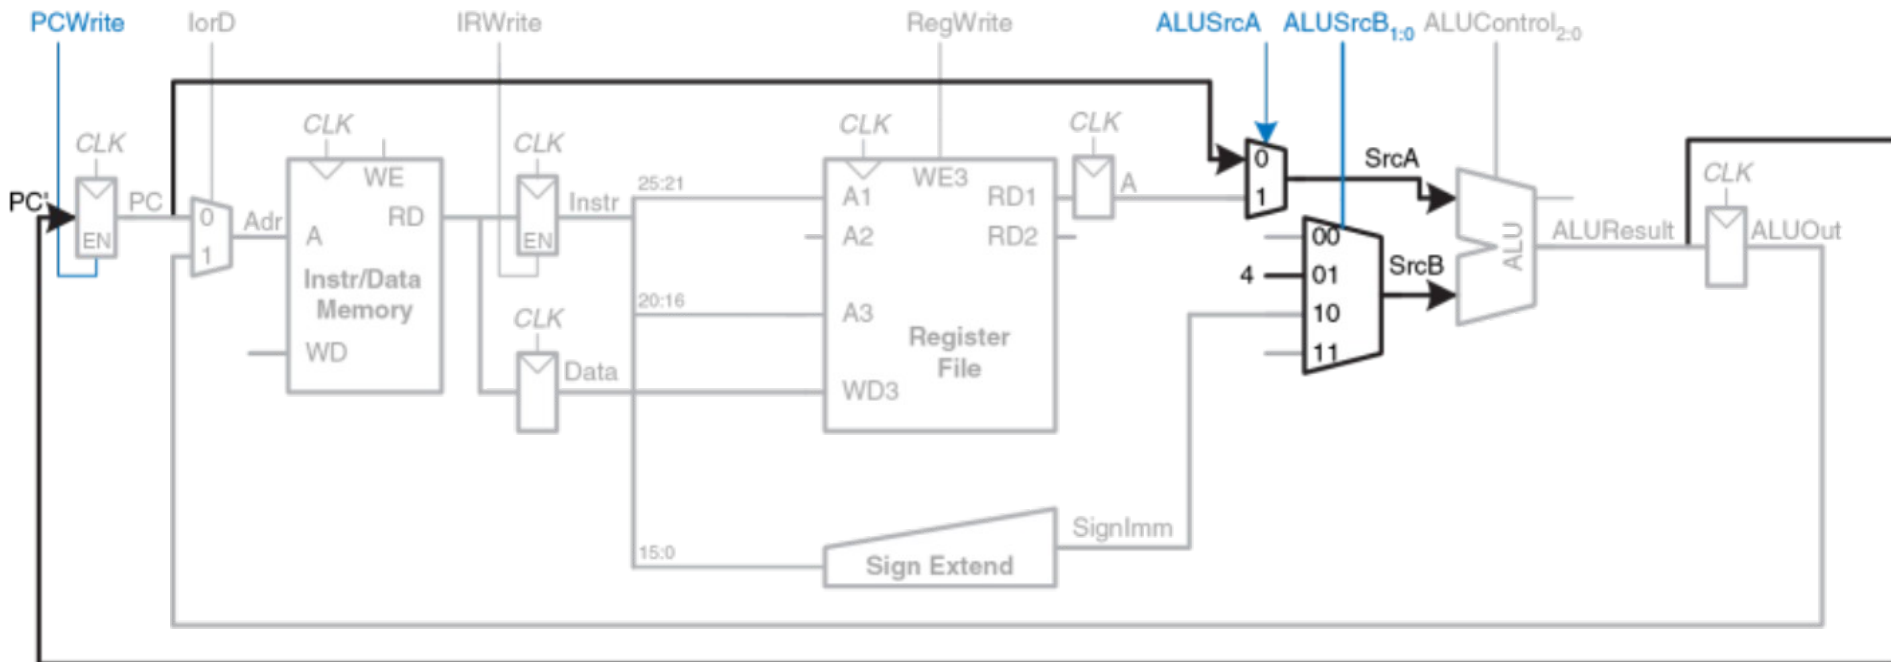 PCWrite IorD IRWrite RegWrite ALUSrcA ALUSrcB1:0 ALUControl2:0
CLK CLK CLK CLK CLK CLK
PC' PC EN
0 1 Adr
WE
A RD
Instr/Data
Memory
WD
EN Instr
CLK
Data
25:21
20:16
15:0
A1 WE3 RD1
A2 RD2
A3
Register
File
WD3
A
Sign Extend
SignImm
0
1
SrcA
00
4 01
10
11
SrcB
ALU
ALUResult
ALUOut